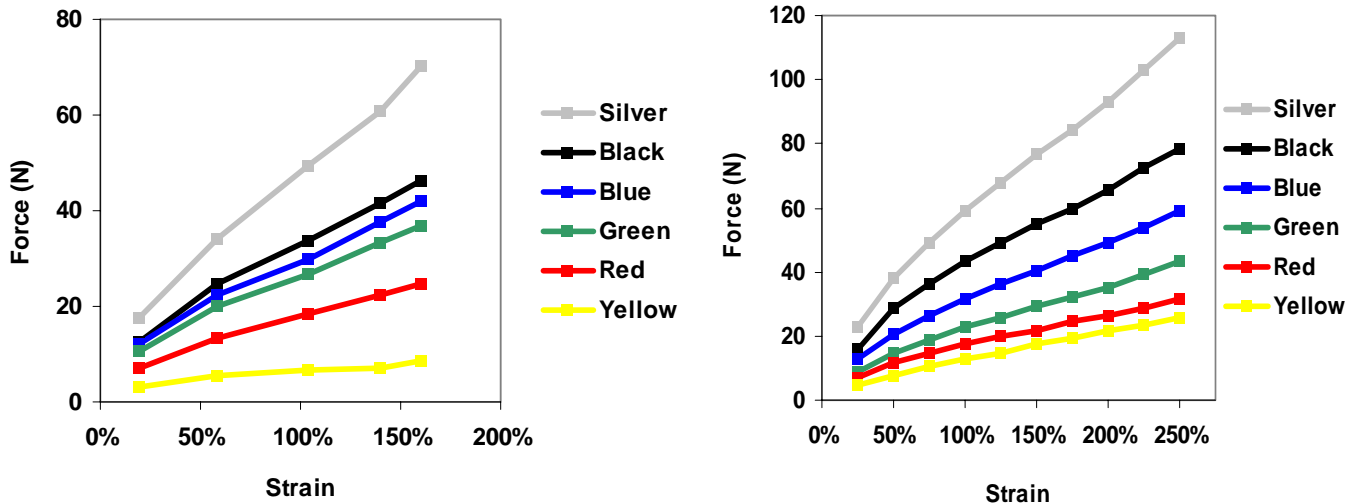 80
60
40
20
0
Force (N)
0% 50% 100% 150% 200%
Strain
Silver
Black
Blue
Green
Red
Yellow
120
100
80
60
40
20
0
Force (N)
0% 50% 100% 150% 200% 250%
Strain
Silver
Black
Blue
Green
Red
Yellow